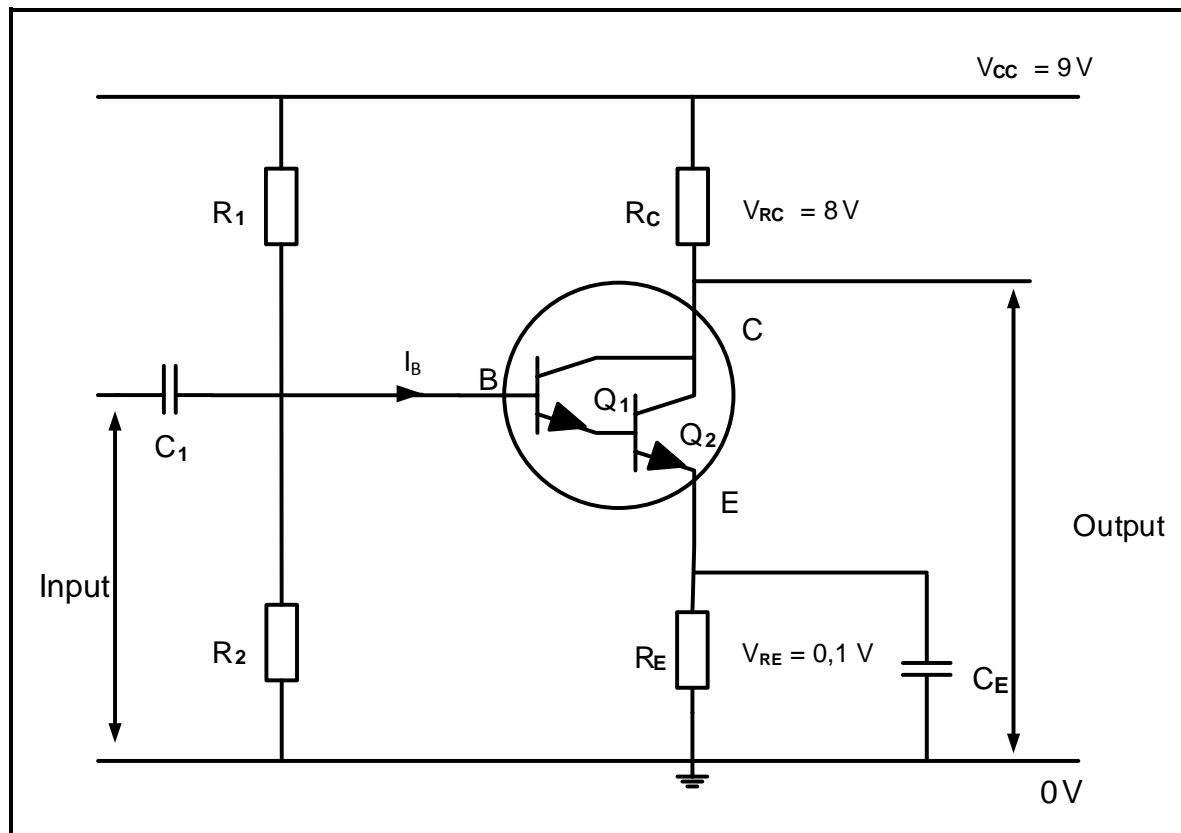 VCC = 9 V
R1
RC
VRC = 8 V
C
IB
B
Q1
C1
Q2
E
Output
Input
R2
RE
VRE = 0,1 V
CE
0 V